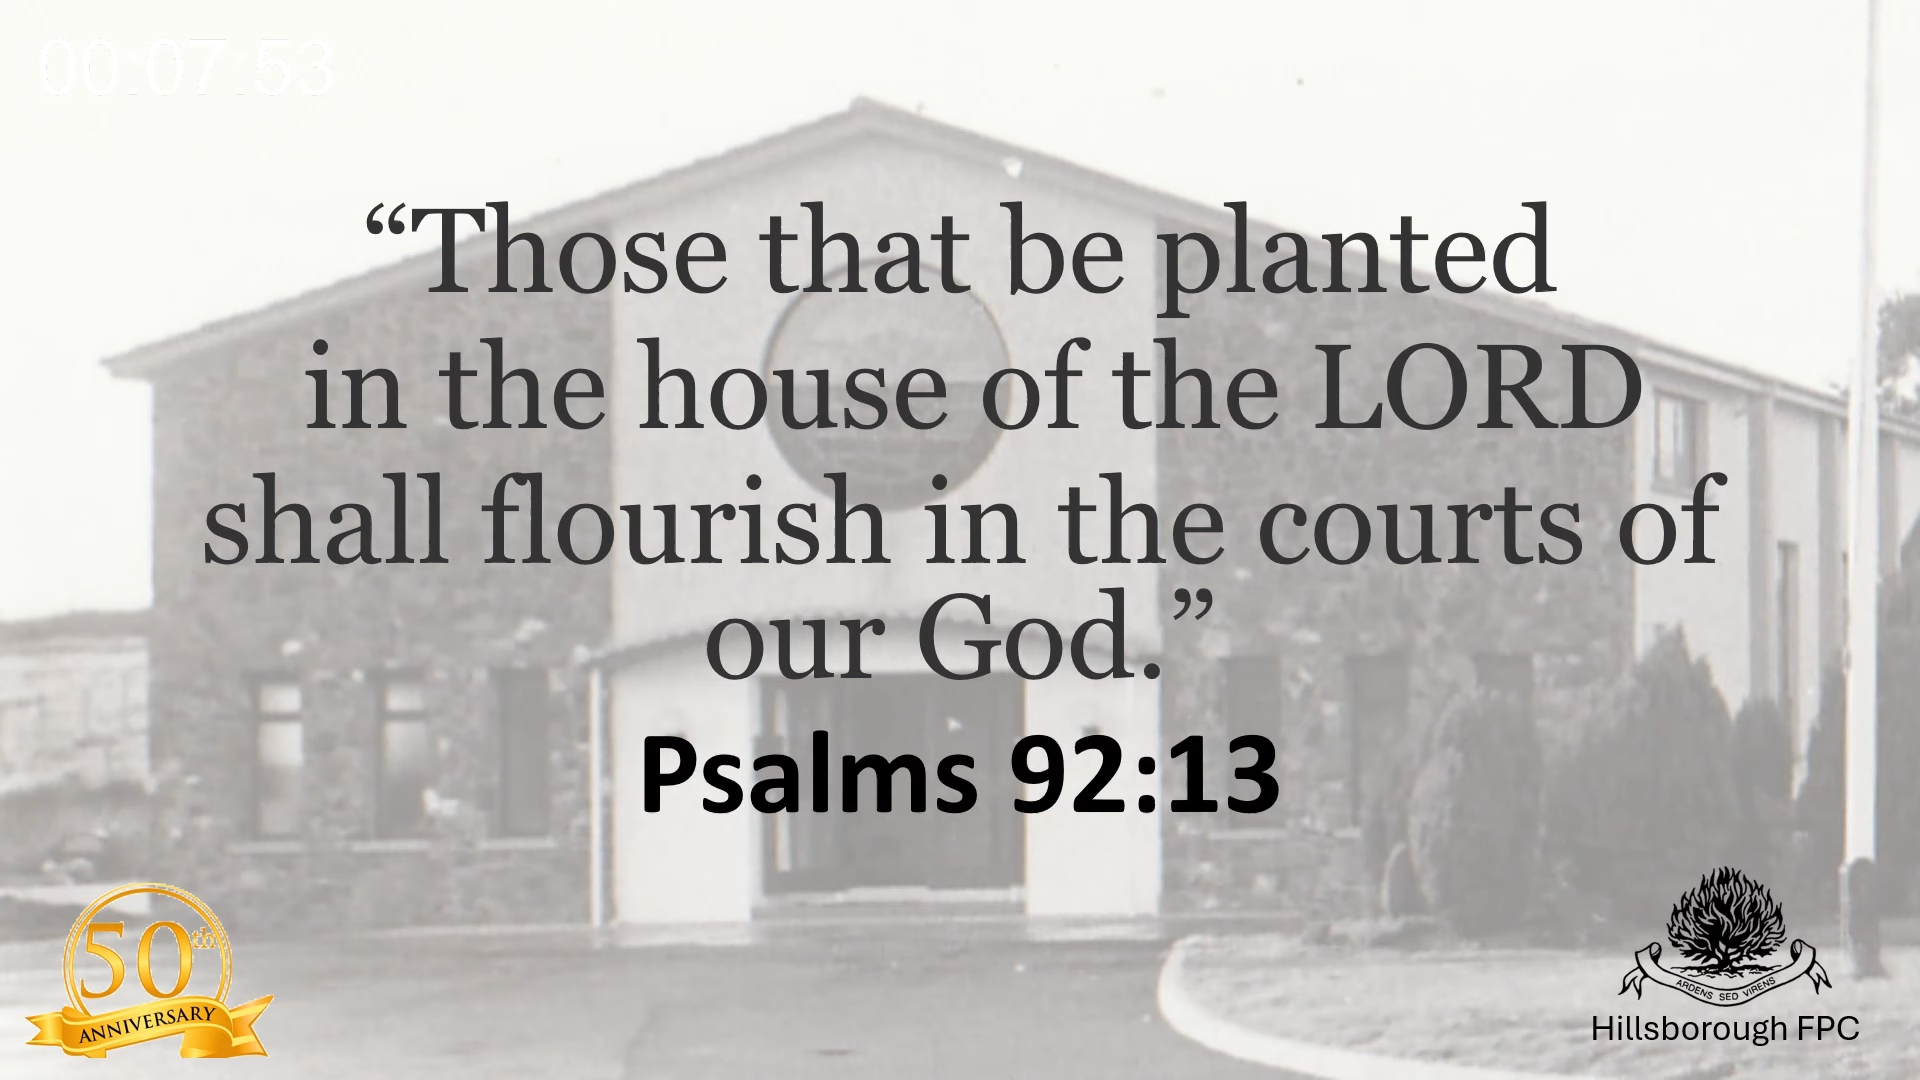 00:07:53
“Those that be planted
in the house of the LORD
shall flourish in the courts of
our God.”
Psalms 92:13
50th
ANNIVERSARY
ARDENS SED VIRENS
Hillsborough FPC